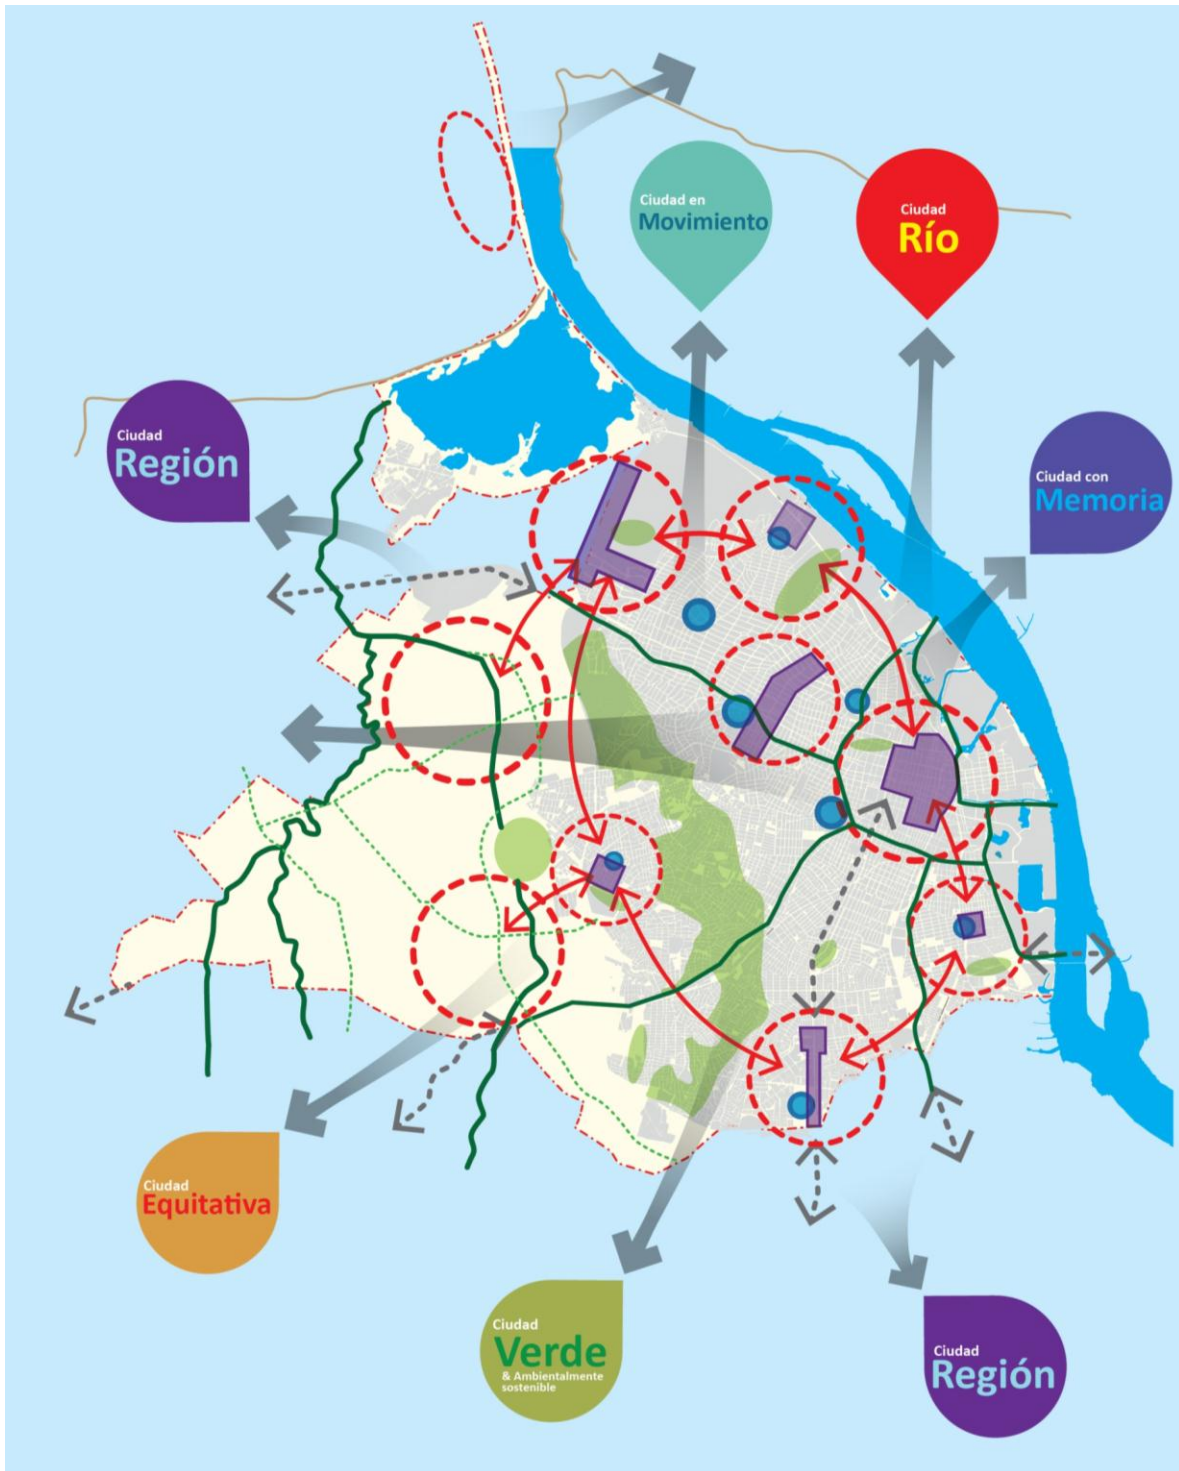 Ciudad en
Movimiento
Ciudad
Río
Ciudad
Región
Ciudad con
Memoria
Ciudad
Equitativa
Ciudad
Verde
& Ambientalmente
sostenible
Ciudad
Región